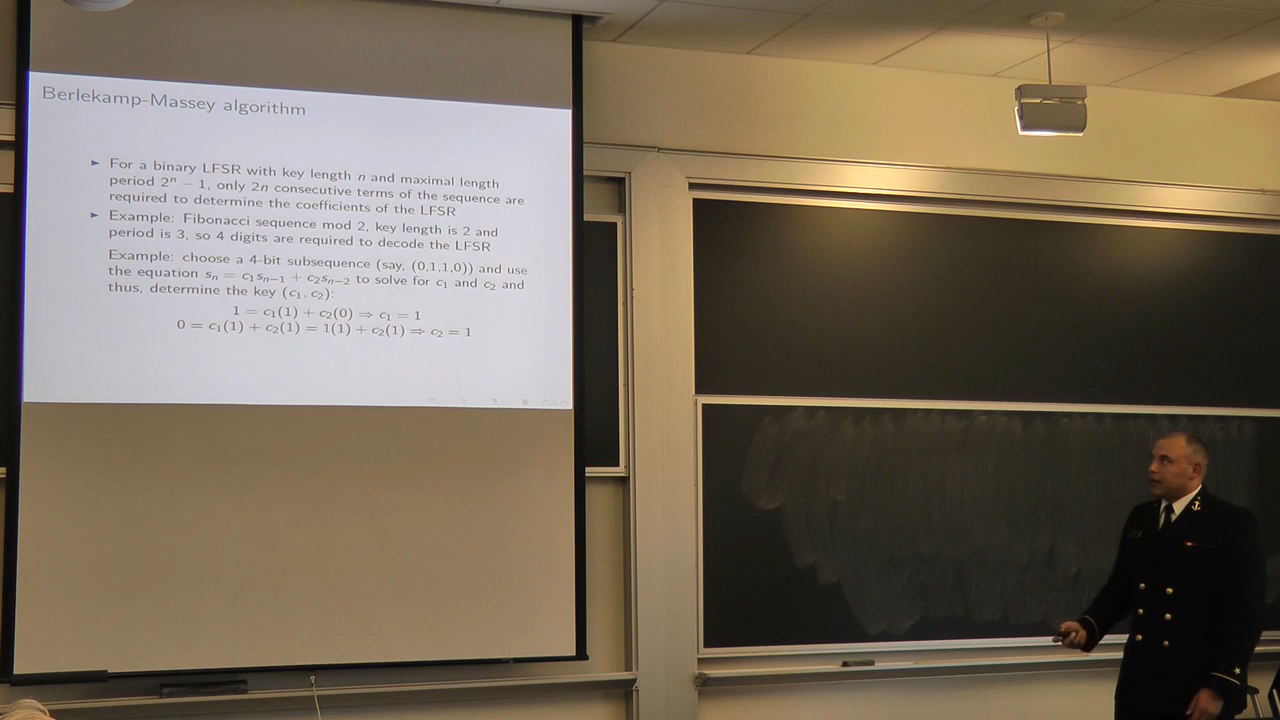 Berlekamp-Massey algorithm
► For a binary LFSR with key length n and maximal length
period 2ⁿ − 1, only 2n consecutive terms of the sequence are
required to determine the coefficients of the LFSR
► Example: Fibonacci sequence mod 2, key length is 2 and
period is 3, so 4 digits are required to decode the LFSR
Example: choose a 4-bit subsequence (say, (0,1,1,0)) and use
the equation sₙ = c₁sₙ₋₁ + c₂sₙ₋₂ to solve for c₁ and c₂ and
thus, determine the key (c₁, c₂):
1 = c₁(1) + c₂(0) ⇒ c₁ = 1
0 = c₁(1) + c₂(1) = 1(1) + c₂(1) ⇒ c₂ = 1